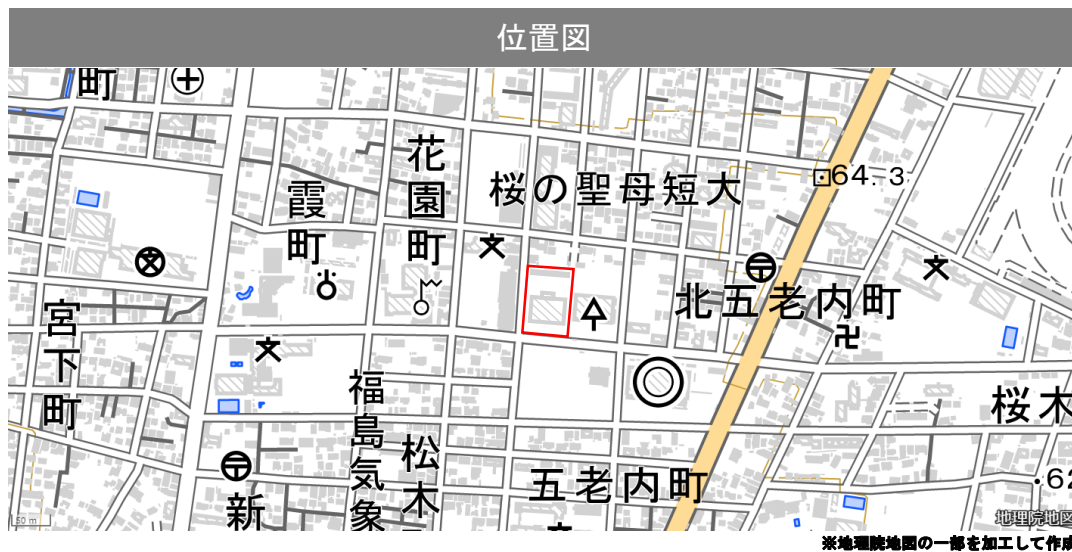 位置図
町
花園町
霞町
桜の聖母短大
64.3
北五老内町
宮下町
福島気象
松木
桜木
五老内町
新
62
50 m
地理院地図
※地理院地図の一部を加工して作成